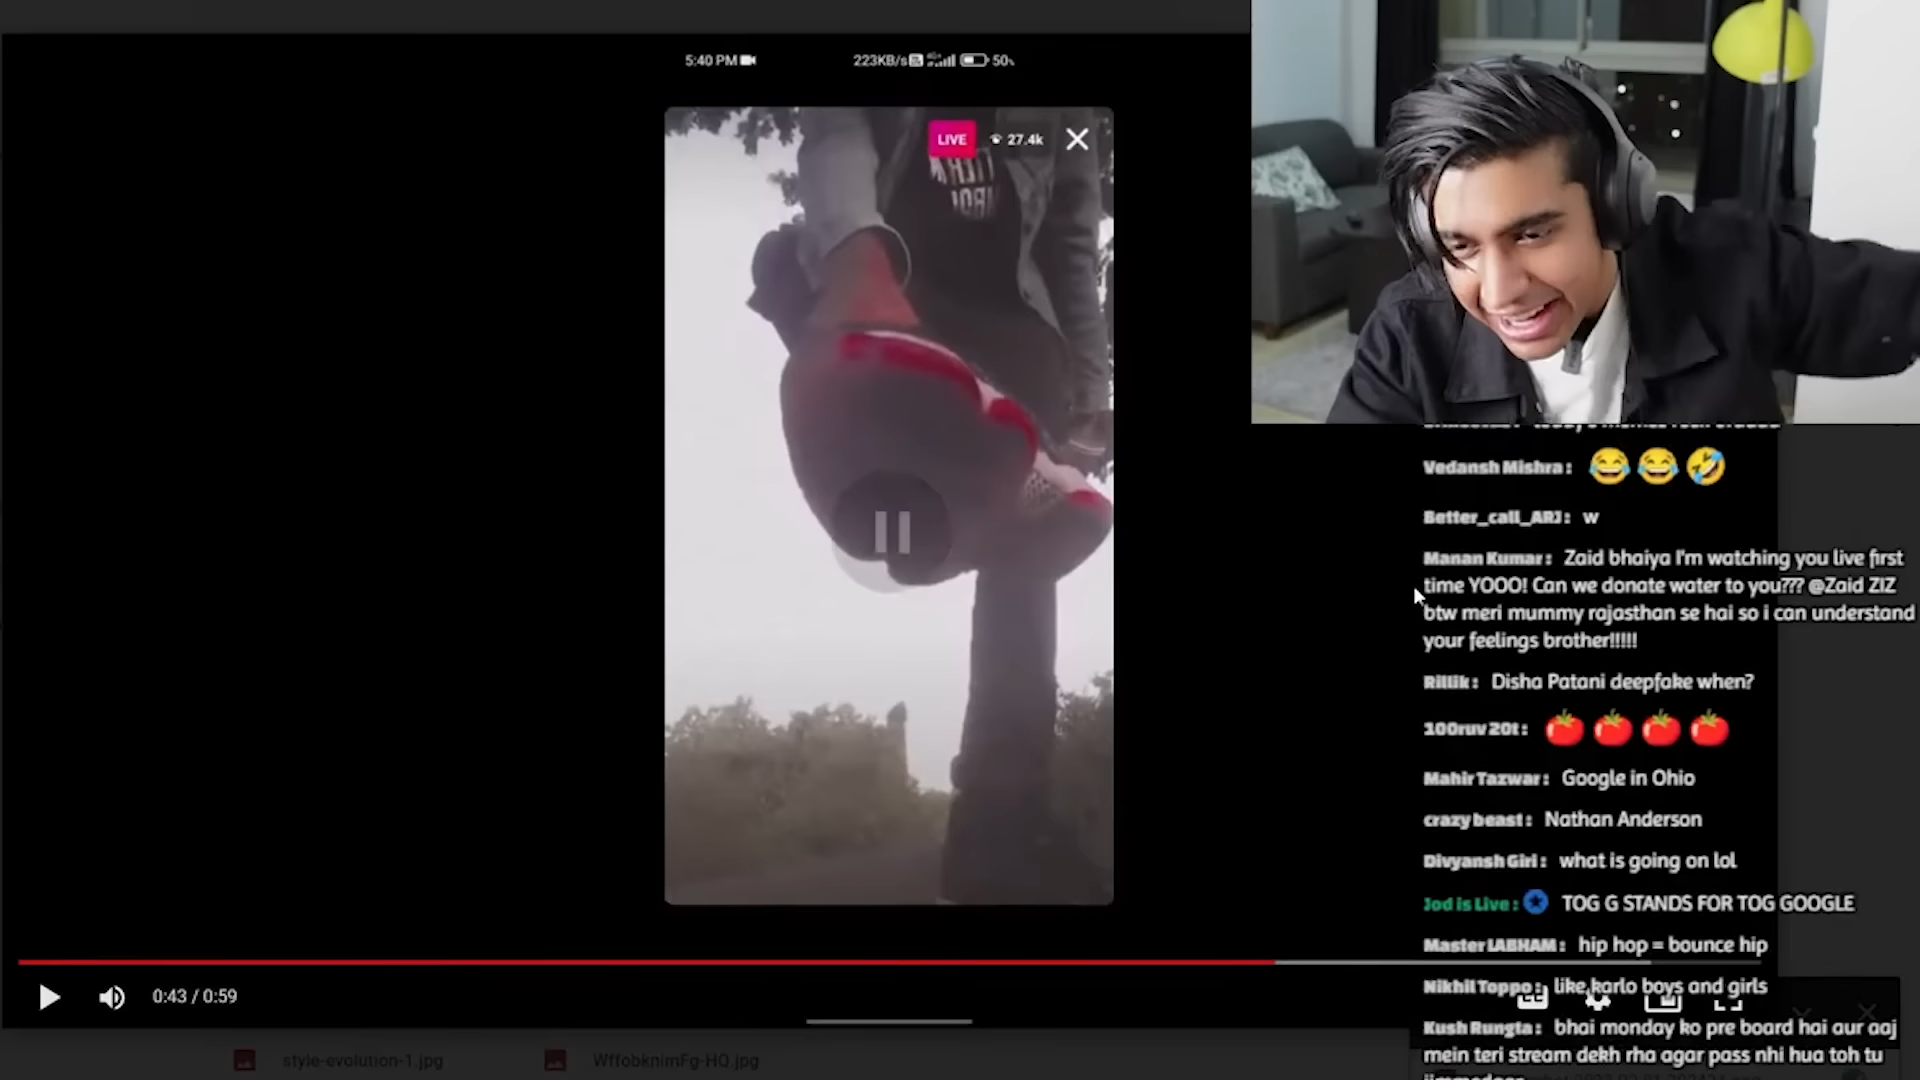 5:40 PM
223KB/s
50%
LIVE
27.4k
Vedansh Mishra: 😂😂🤣
Better_call_ARJ: w
Manan Kumar: Zaid bhaiya I'm watching you live first
time YOOO! Can we donate water to you??? @Zaid ZIZ
btw meri mummy rajasthan se hai so i can understand
your feelings brother!!!!!
Rillik: Disha Patani deepfake when?
100ruv 20t: 🍅🍅🍅🍅
Mahir Tazwar: Google in Ohio
crazy beast: Nathan Anderson
Divyansh Giri: what is going on lol
Jod is Live: TOG G STANDS FOR TOG GOOGLE
Master LABHAM: hip hop = bounce hip
Nikhil Toppo: like karlo boys and girls
Kush Rungta: bhai monday ko pre board hai aur aaj
mein teri stream dekh rha agar pass nhi hua toh tu
0:43 / 0:59
style-evolution-1.jpg
WffobknimFg-HQ.jpg